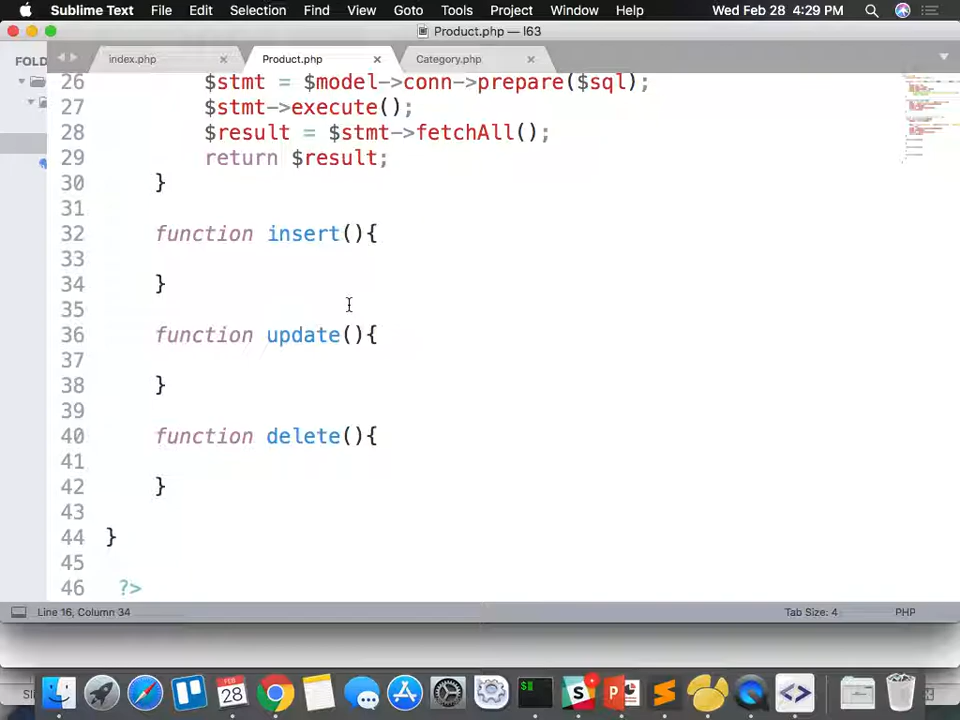 Sublime Text File Edit Selection Find View Goto Tools Project Window Help Wed Feb 28 4:29 PM
Product.php — l63
FOLD
index.php × Product.php × Category.php ×
26 $stmt = $model->conn->prepare($sql);
27 $stmt->execute();
28 $result = $stmt->fetchAll();
29 return $result;
30 }
31
32 function insert(){
33
34 }
35
36 function update(){
37
38 }
39
40 function delete(){
41
42 }
43
44 }
45
46 ?>
Line 16, Column 34 Tab Size: 4 PHP
FEB
28